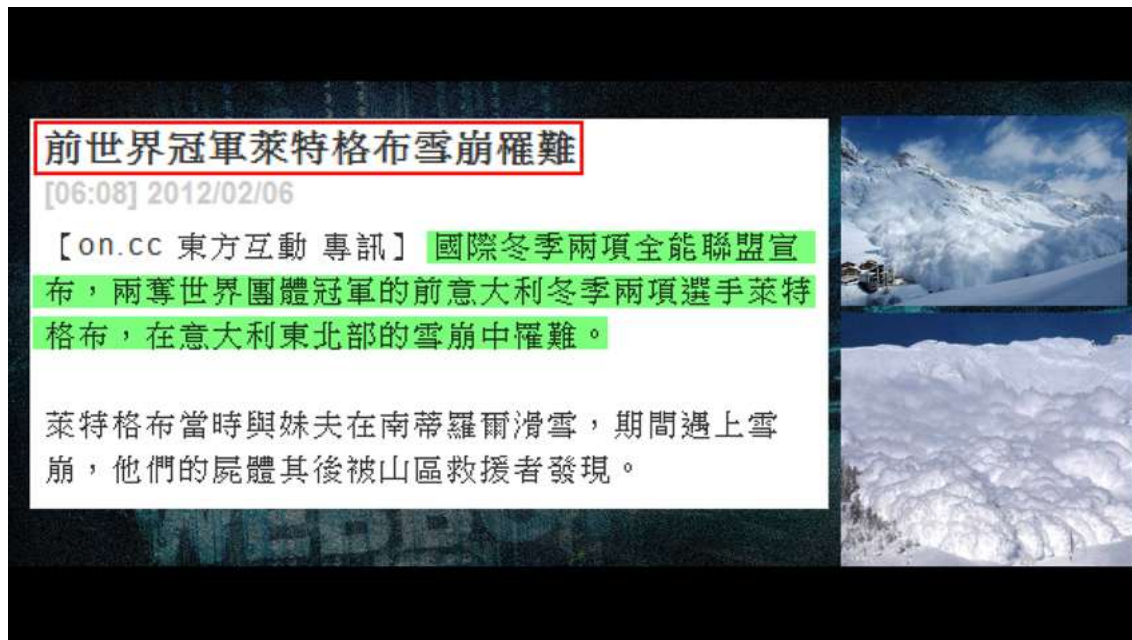 前世界冠軍萊特格布雪崩罹難
[06:08] 2012/02/06
【on.cc 東方互動 專訊】 國際冬季兩項全能聯盟宣
布，兩奪世界團體冠軍的前意大利冬季兩項選手萊特
格布，在意大利東北部的雪崩中罹難。
萊特格布當時與妹夫在南蒂羅爾滑雪，期間遇上雪
崩，他們的屍體其後被山區救援者發現。